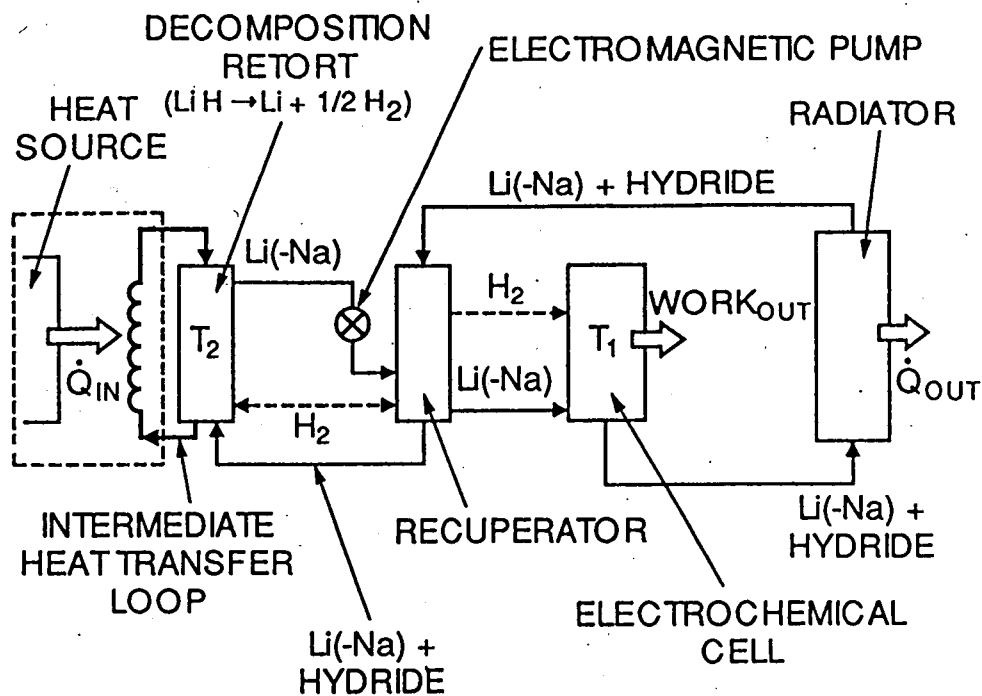 DECOMPOSITION
RETORT
(Li H → Li + 1/2 H₂)
ELECTROMAGNETIC PUMP
HEAT
SOURCE
RADIATOR
Li(-Na) + HYDRIDE
Li(-Na)
H₂
WORKOUT
T₂
T₁
Q̇IN
Li(-Na)
Q̇OUT
H₂
INTERMEDIATE
HEAT TRANSFER
LOOP
RECUPERATOR
Li(-Na) +
HYDRIDE
ELECTROCHEMICAL
CELL
Li(-Na) +
HYDRIDE